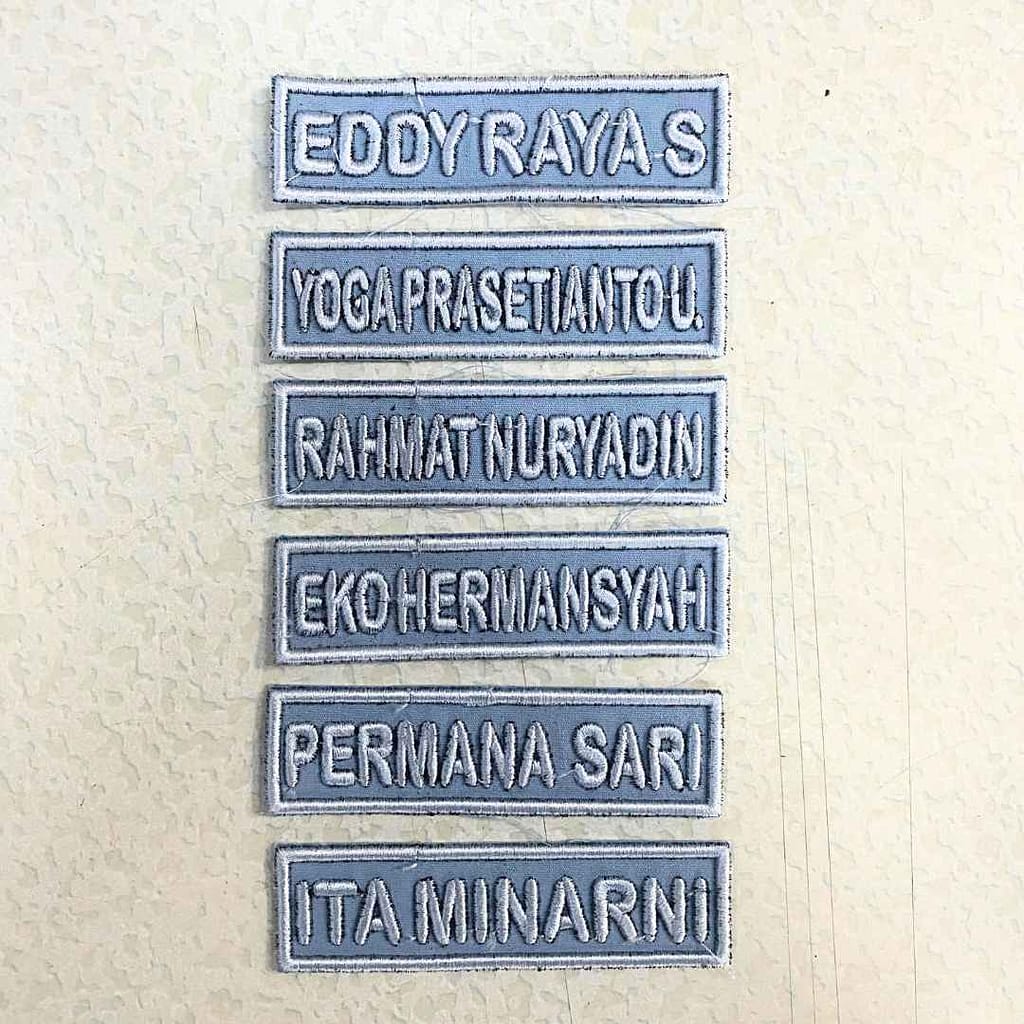 EDDY RAYA S
YOGA PRASETIANTO U.
RAHMAT NURYADIN
EKO HERMANSYAH
PERMANA SARI
ITA MINARNI